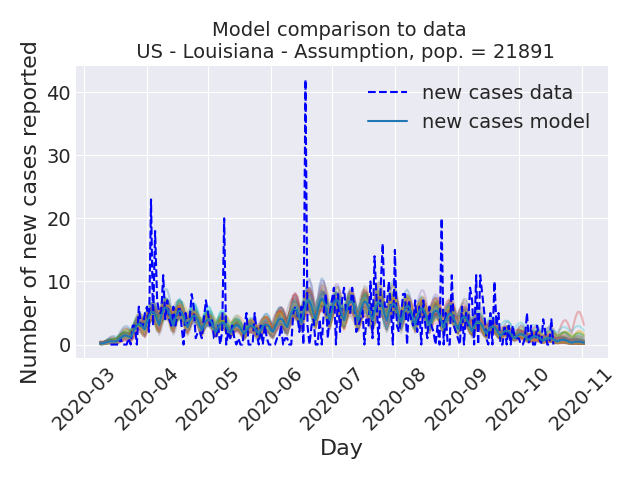 Model comparison to data
US - Louisiana - Assumption, pop. = 21891
Number of new cases reported
40
30
20
10
0
new cases data
new cases model
2020-03
2020-04
2020-05
2020-06
2020-07
2020-08
2020-09
2020-10
2020-11
Day